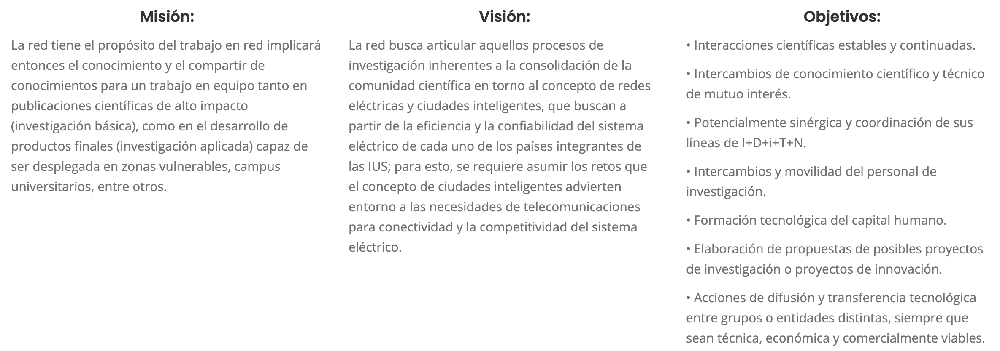 Misión:
La red tiene el propósito del trabajo en red implicará
entonces el conocimiento y el compartir de
conocimientos para un trabajo en equipo tanto en
publicaciones científicas de alto impacto
(investigación básica), como en el desarrollo de
productos finales (investigación aplicada) capaz de
ser desplegada en zonas vulnerables, campus
universitarios, entre otros.
Visión:
La red busca articular aquellos procesos de
investigación inherentes a la consolidación de la
comunidad científica en torno al concepto de redes
eléctricas y ciudades inteligentes, que buscan a
partir de la eficiencia y la confiabilidad del sistema
eléctrico de cada uno de los países integrantes de
las IUS; para esto, se requiere asumir los retos que
el concepto de ciudades inteligentes advierten
entorno a las necesidades de telecomunicaciones
para conectividad y la competitividad del sistema
eléctrico.
Objetivos:
• Interacciones científicas estables y continuadas.
• Intercambios de conocimiento científico y técnico
de mutuo interés.
• Potencialmente sinérgica y coordinación de sus
líneas de I+D+i+T+N.
• Intercambios y movilidad del personal de
investigación.
• Formación tecnológica del capital humano.
• Elaboración de propuestas de posibles proyectos
de investigación o proyectos de innovación.
• Acciones de difusión y transferencia tecnológica
entre grupos o entidades distintas, siempre que
sean técnica, económica y comercialmente viables.